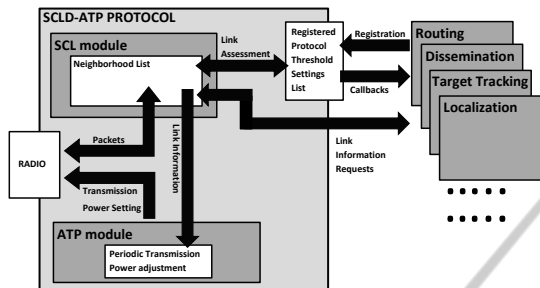 SCLD-ATP PROTOCOL
SCL module
Neighborhood List
Link
Assessment
Registered
Protocol
Threshold
Settings
List
Registration
Callbacks
Routing
Dissemination
Target Tracking
Localization
Packets
Link Information
RADIO
Transmission
Power Setting
Link
Information
Requests
ATP module
Periodic Transmission
Power adjustment